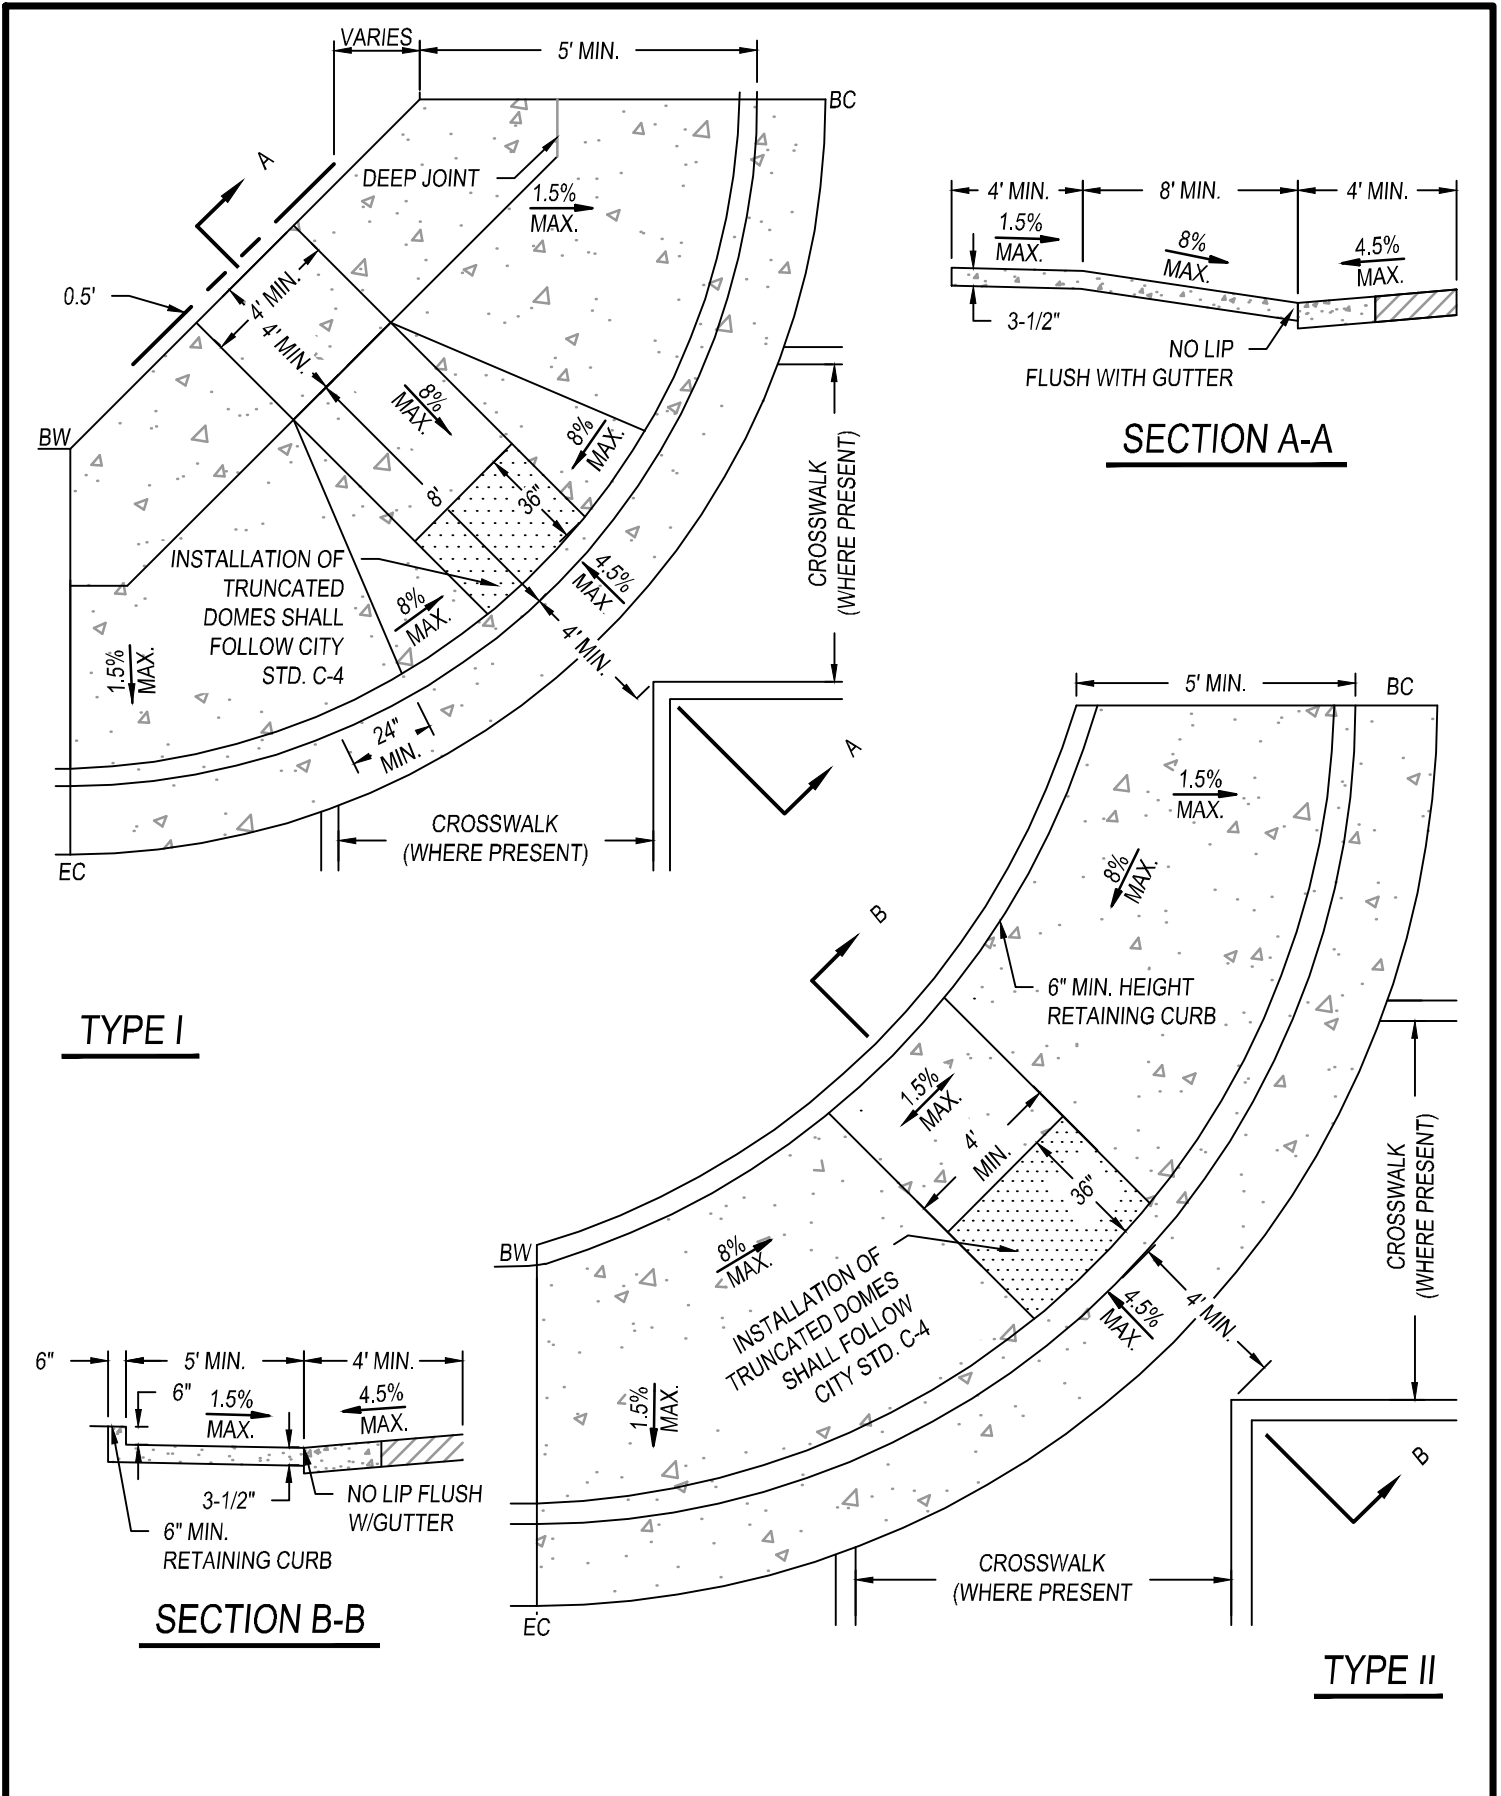 VARIES
5' MIN.
BC
A
DEEP JOINT
1.5%
MAX.
0.5'
4' MIN.
4' MIN.
8%
MAX.
8%
MAX.
BW
8'
36"
INSTALLATION OF
TRUNCATED
DOMES SHALL
FOLLOW CITY
STD. C-4
8%
MAX.
4.5%
MAX.
4' MIN.
1.5%
MAX.
24"
MIN.
CROSSWALK
(WHERE PRESENT)
A
CROSSWALK
(WHERE PRESENT)
EC
TYPE I
4' MIN.
8' MIN.
4' MIN.
1.5%
MAX.
8%
MAX.
4.5%
MAX.
3-1/2"
NO LIP
FLUSH WITH GUTTER
SECTION A-A
5' MIN.
BC
1.5%
MAX.
8%
MAX.
B
6" MIN. HEIGHT
RETAINING CURB
1.5%
MAX.
4'
MIN.
36"
CROSSWALK
(WHERE PRESENT)
BW
8%
MAX.
INSTALLATION OF
TRUNCATED DOMES
SHALL FOLLOW
CITY STD. C-4
4.5%
MAX.
4' MIN.
1.5%
MAX.
B
CROSSWALK
(WHERE PRESENT
EC
TYPE II
6"
5' MIN.
4' MIN.
6"
1.5%
MAX.
4.5%
MAX.
3-1/2"
NO LIP FLUSH
W/GUTTER
6" MIN.
RETAINING CURB
SECTION B-B